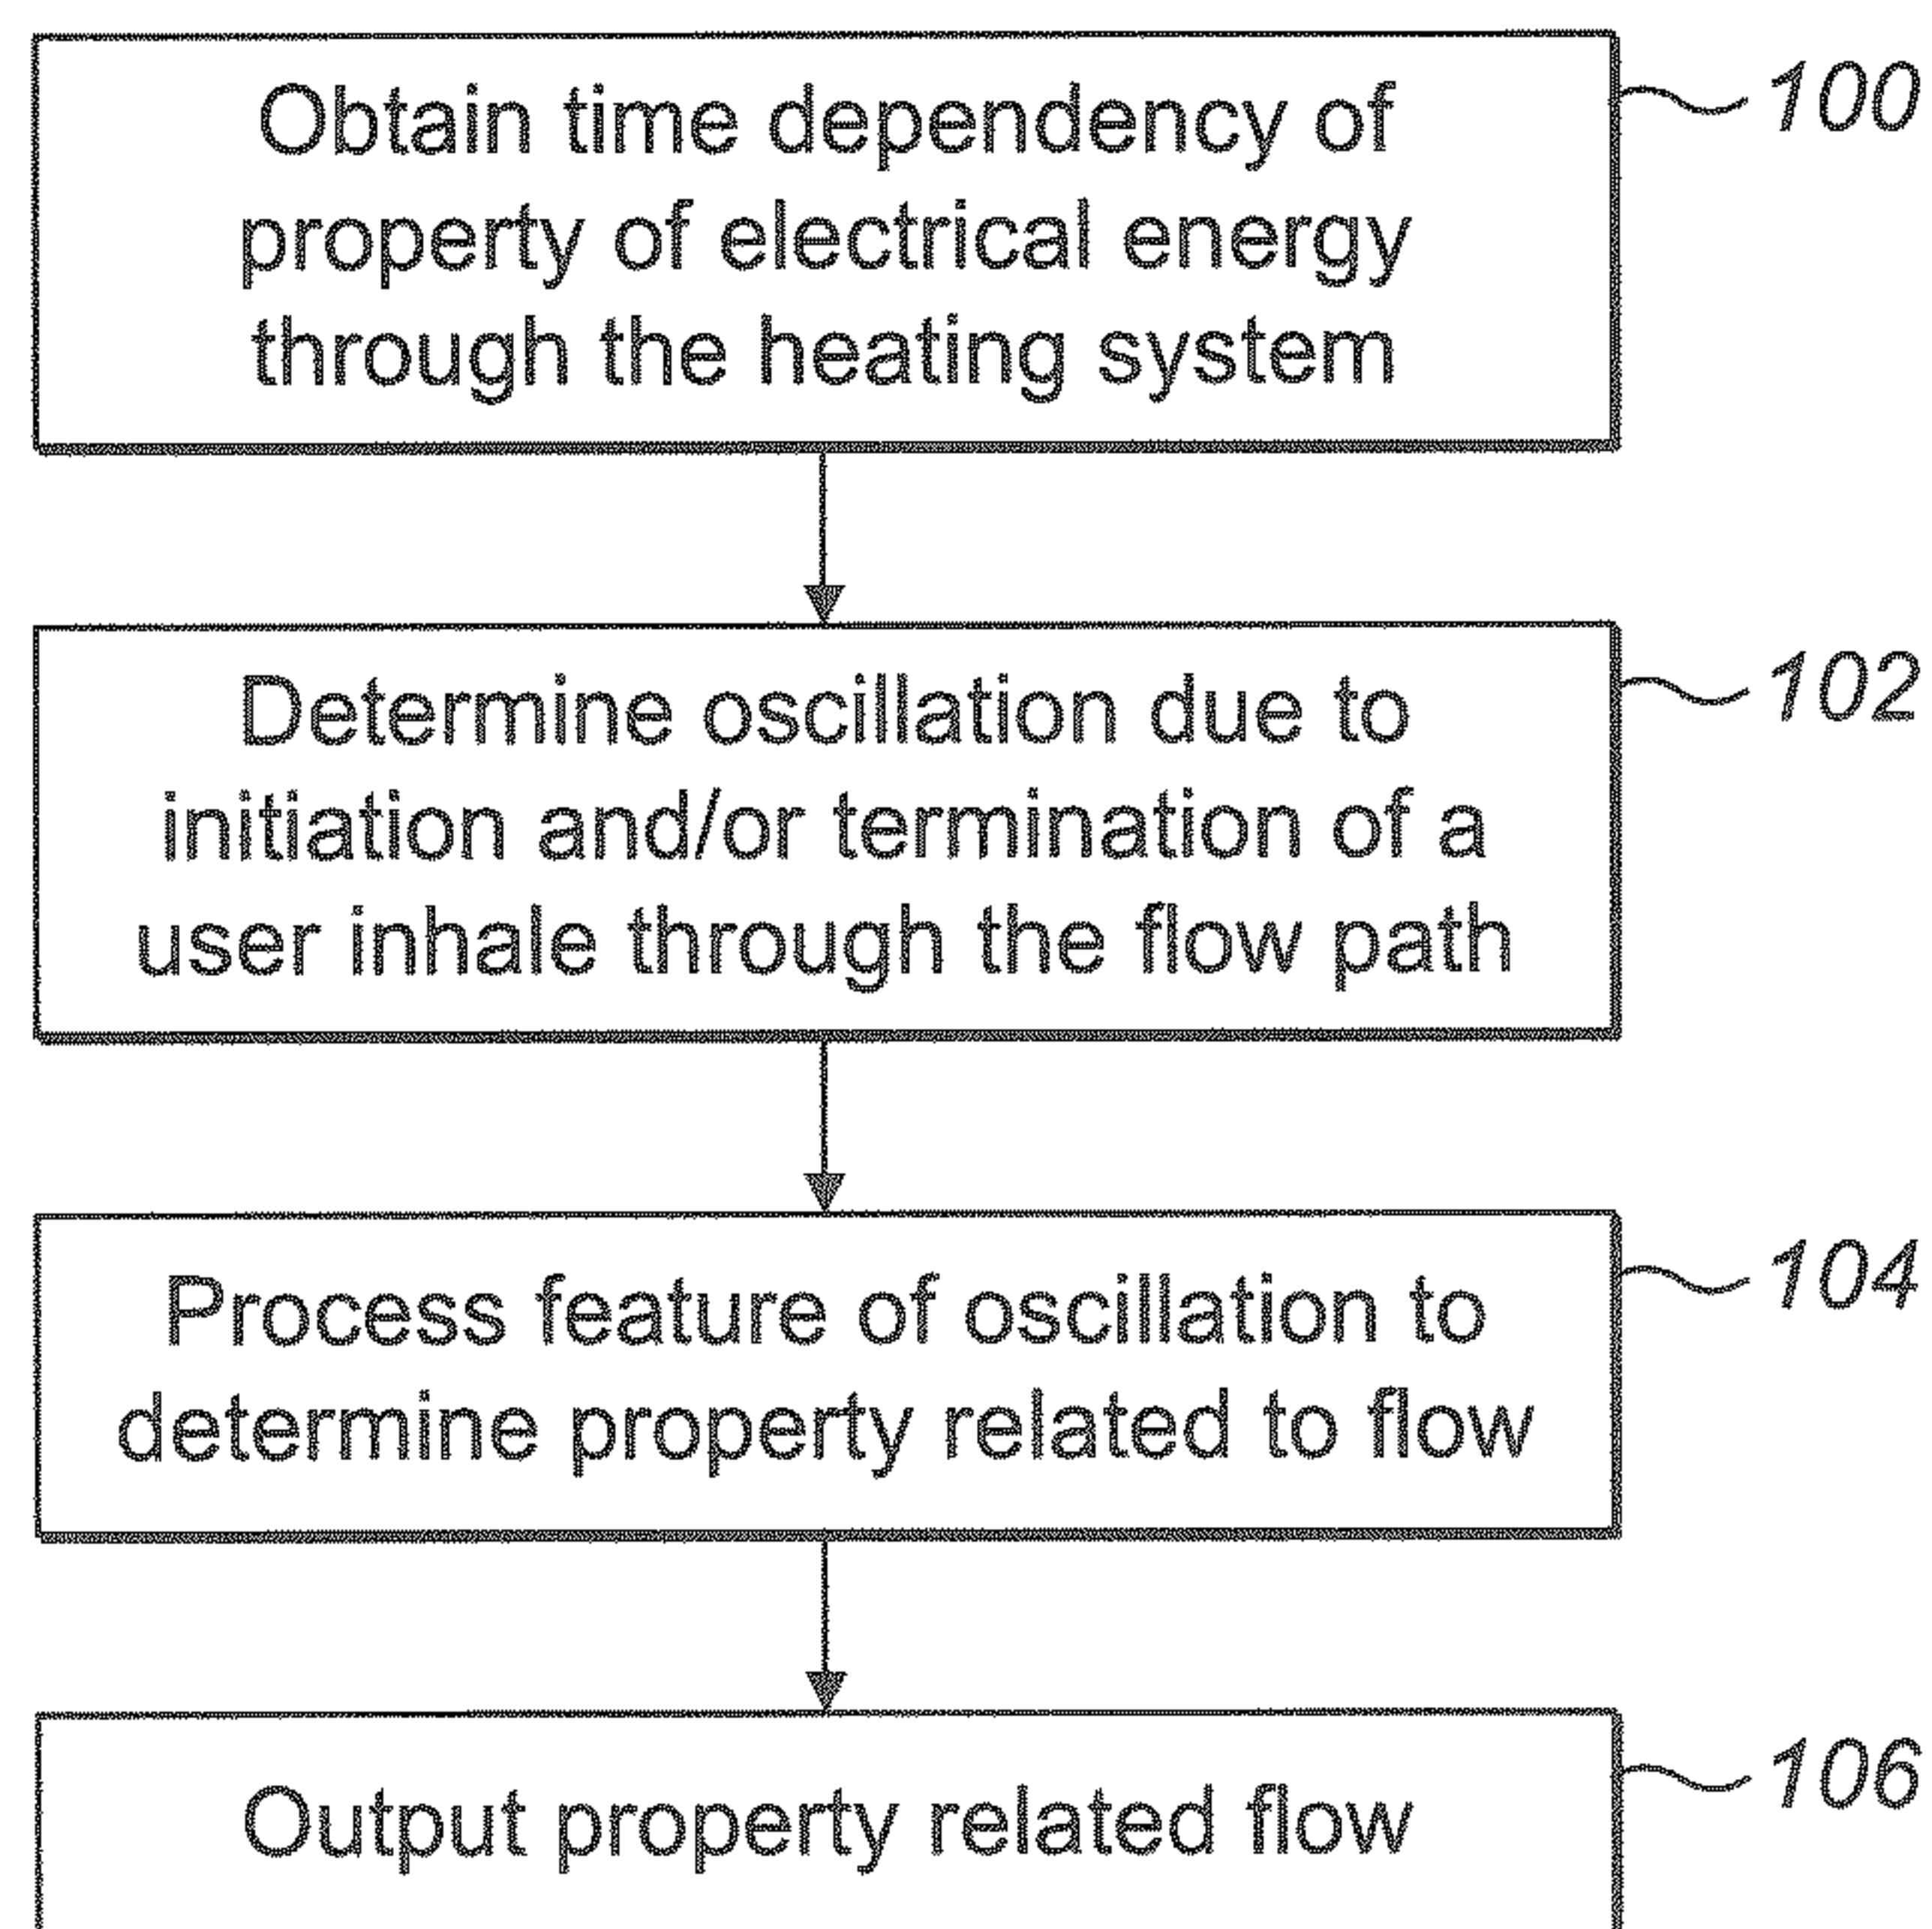 Obtain time dependency of
property of electrical energy
through the heating system
100
Determine oscillation due to
initiation and/or termination of a
user inhale through the flow path
102
Process feature of oscillation to
determine property related to flow
104
Output property related flow
106